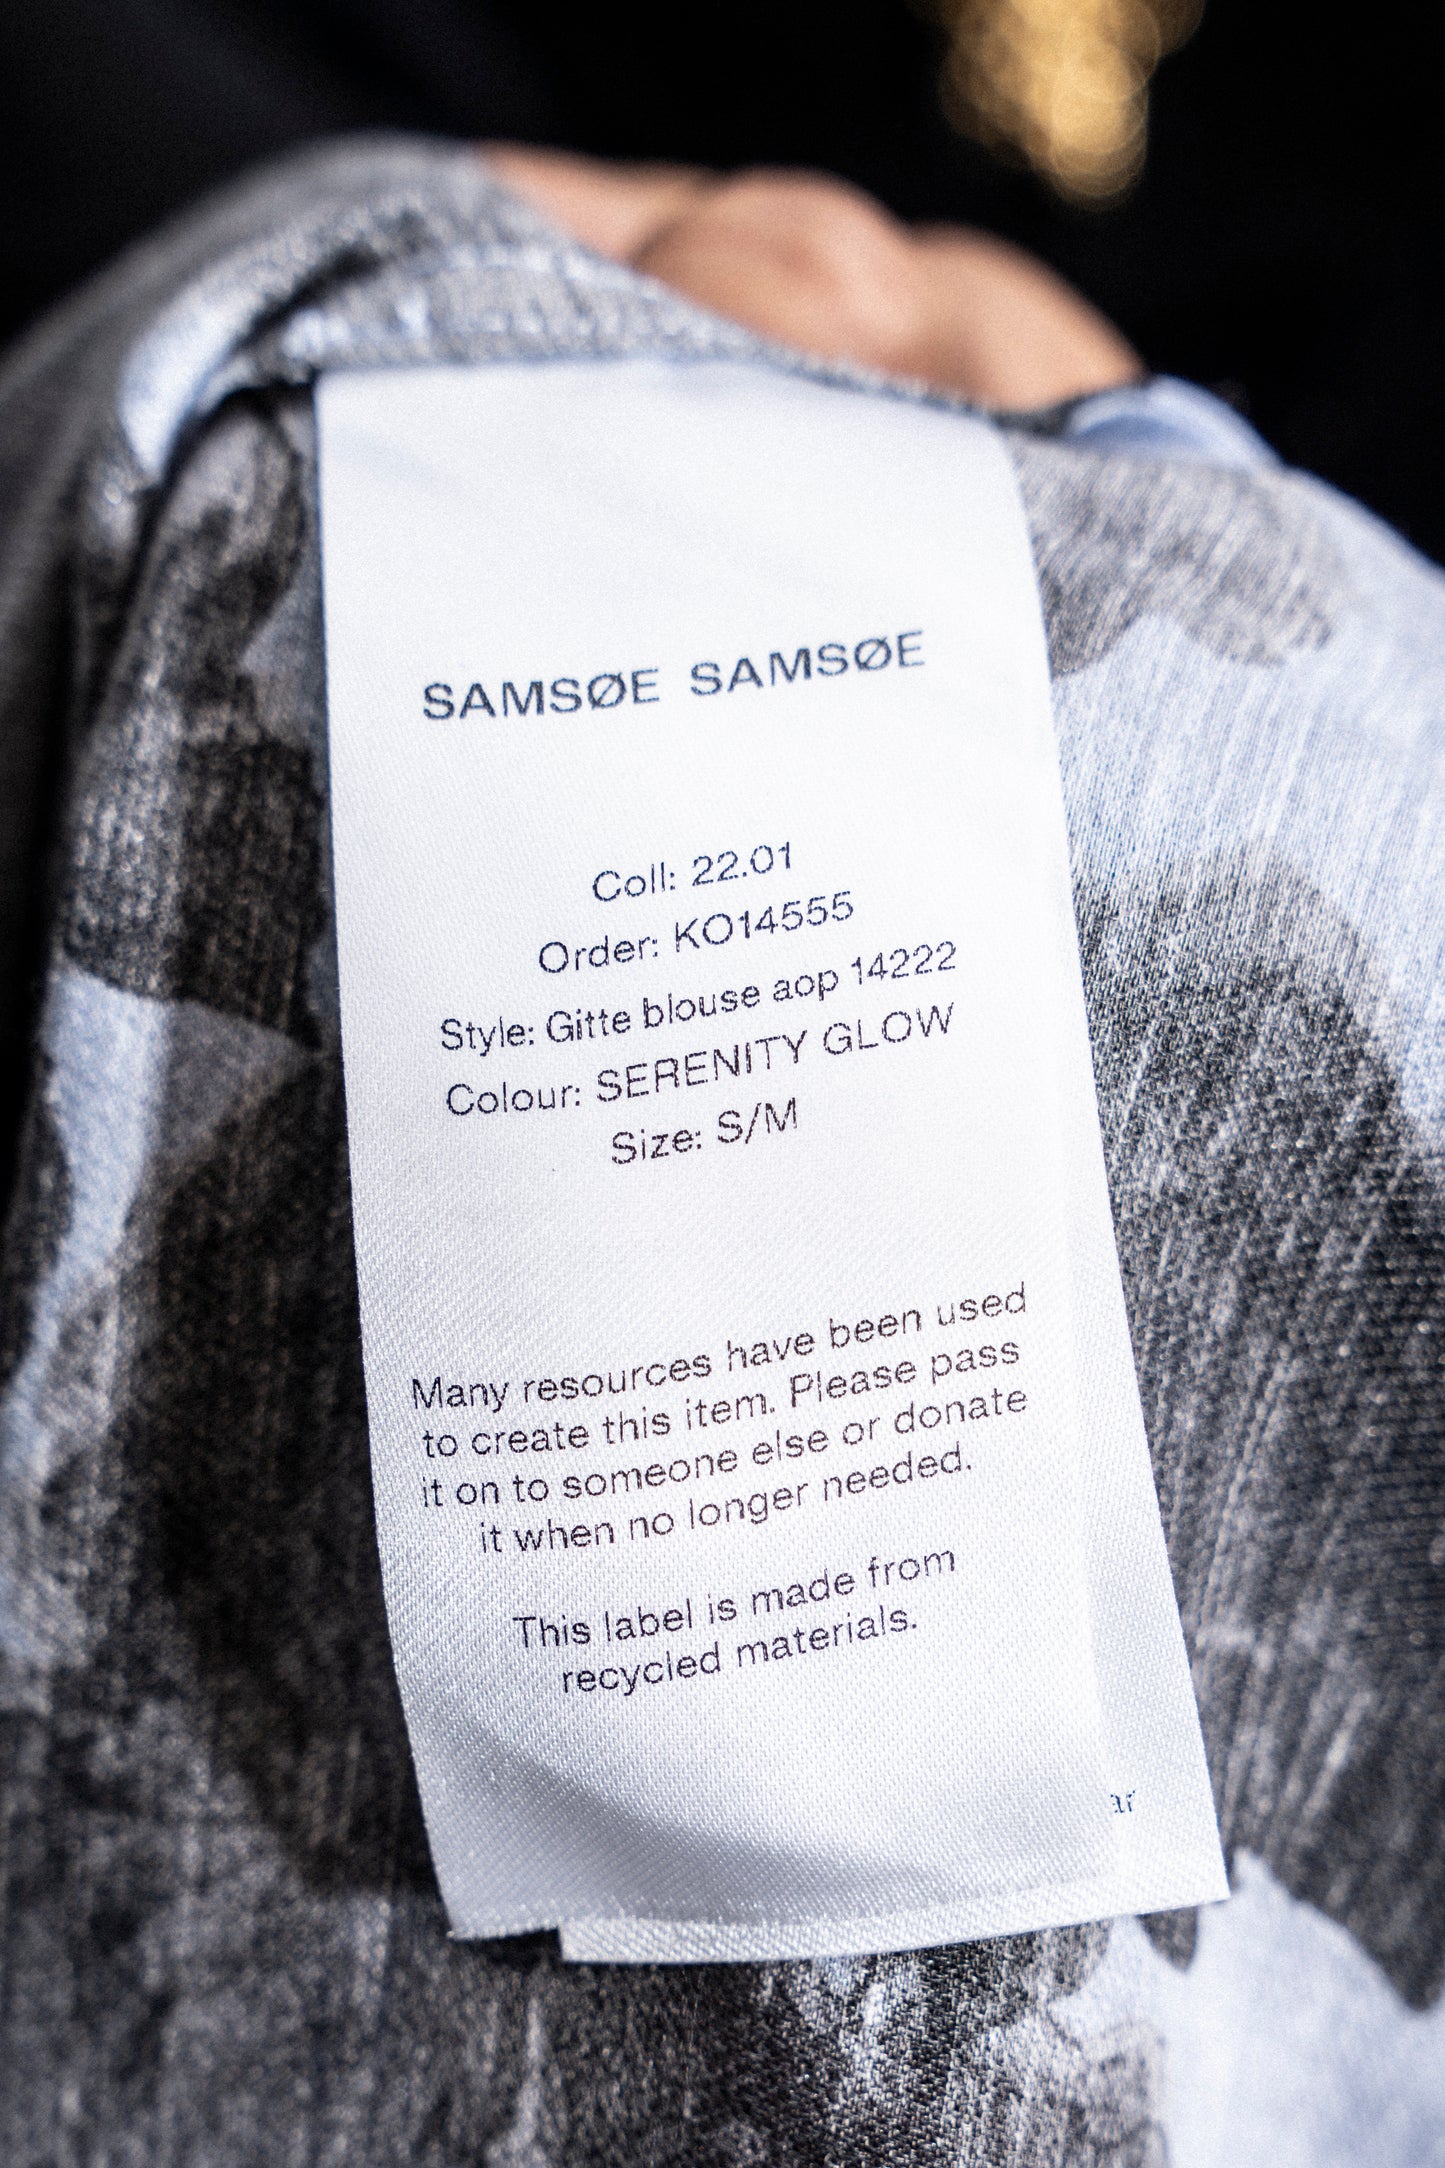 SAMSØE SAMSØE
Coll: 22.01
Order: KO14555
Style: Gitte blouse aop 14222
Colour: SERENITY GLOW
Size: S/M
Many resources have been used
to create this item. Please pass
it on to someone else or donate
it when no longer needed.
This label is made from
recycled materials.